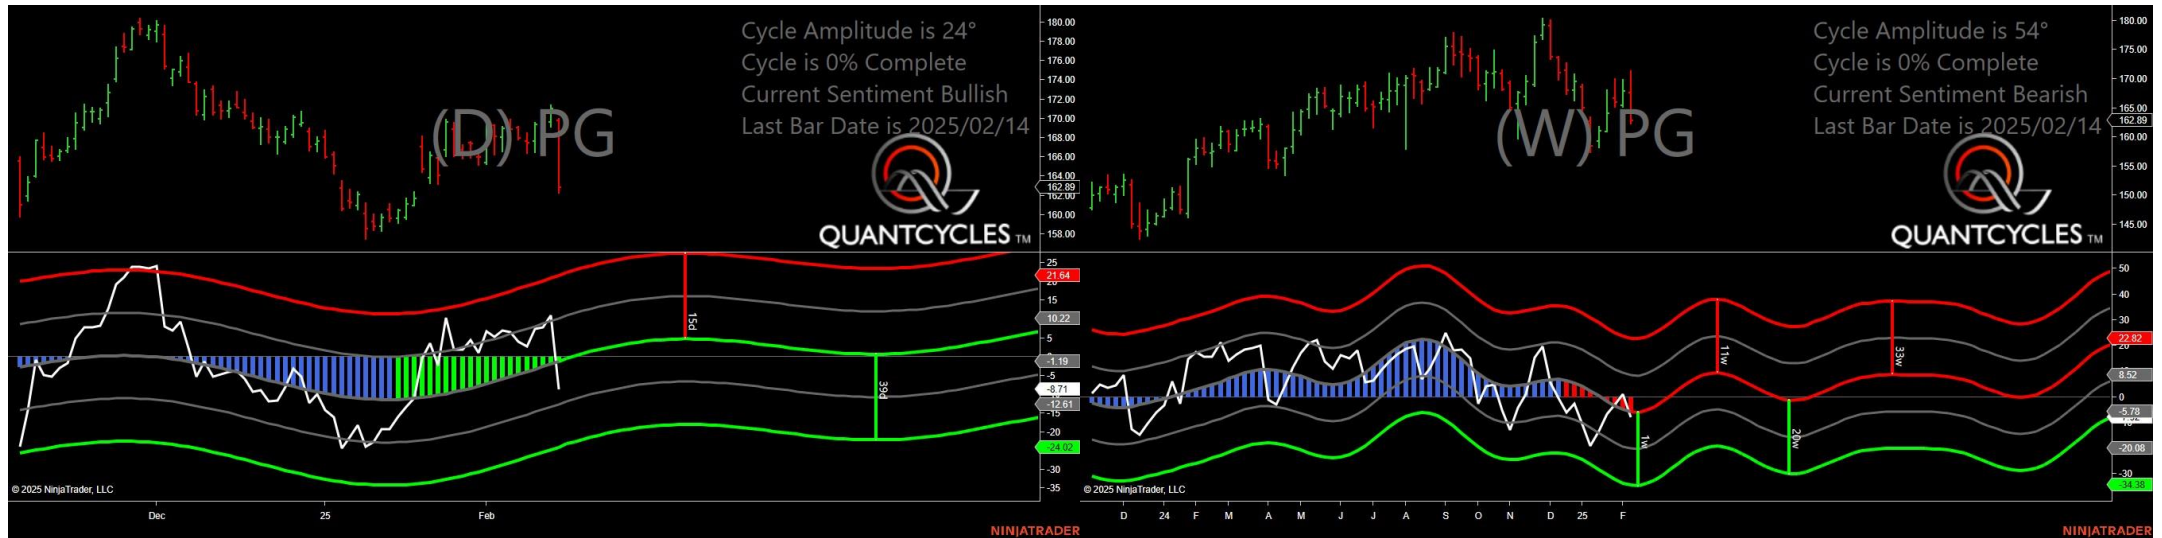 Cycle Amplitude is 24°
Cycle is 0% Complete
Current Sentiment Bullish
Last Bar Date is 2025/02/14
(D) PG
QUANTCYCLES TM
180.00
178.00
176.00
174.00
172.00
170.00
168.00
166.00
164.00
162.89
162.00
160.00
158.00
25
21.64
15
10.22
5
-1.19
-5
-8.71
-12.61
-15
-20
-24.02
-30
-35
15d
39d
© 2025 NinjaTrader, LLC
Dec
25
Feb
NINJATRADER
Cycle Amplitude is 54°
Cycle is 0% Complete
Current Sentiment Bearish
Last Bar Date is 2025/02/14
(W) PG
QUANTCYCLES TM
180.00
175.00
170.00
165.00
162.89
160.00
155.00
150.00
145.00
50
40
30
22.82
20
8.52
0
-5.78
-20.08
-30
-34.38
1w
11w
20w
33w
© 2025 NinjaTrader, LLC
D
24
F
M
A
M
J
J
A
S
O
N
D
25
F
NINJATRADER